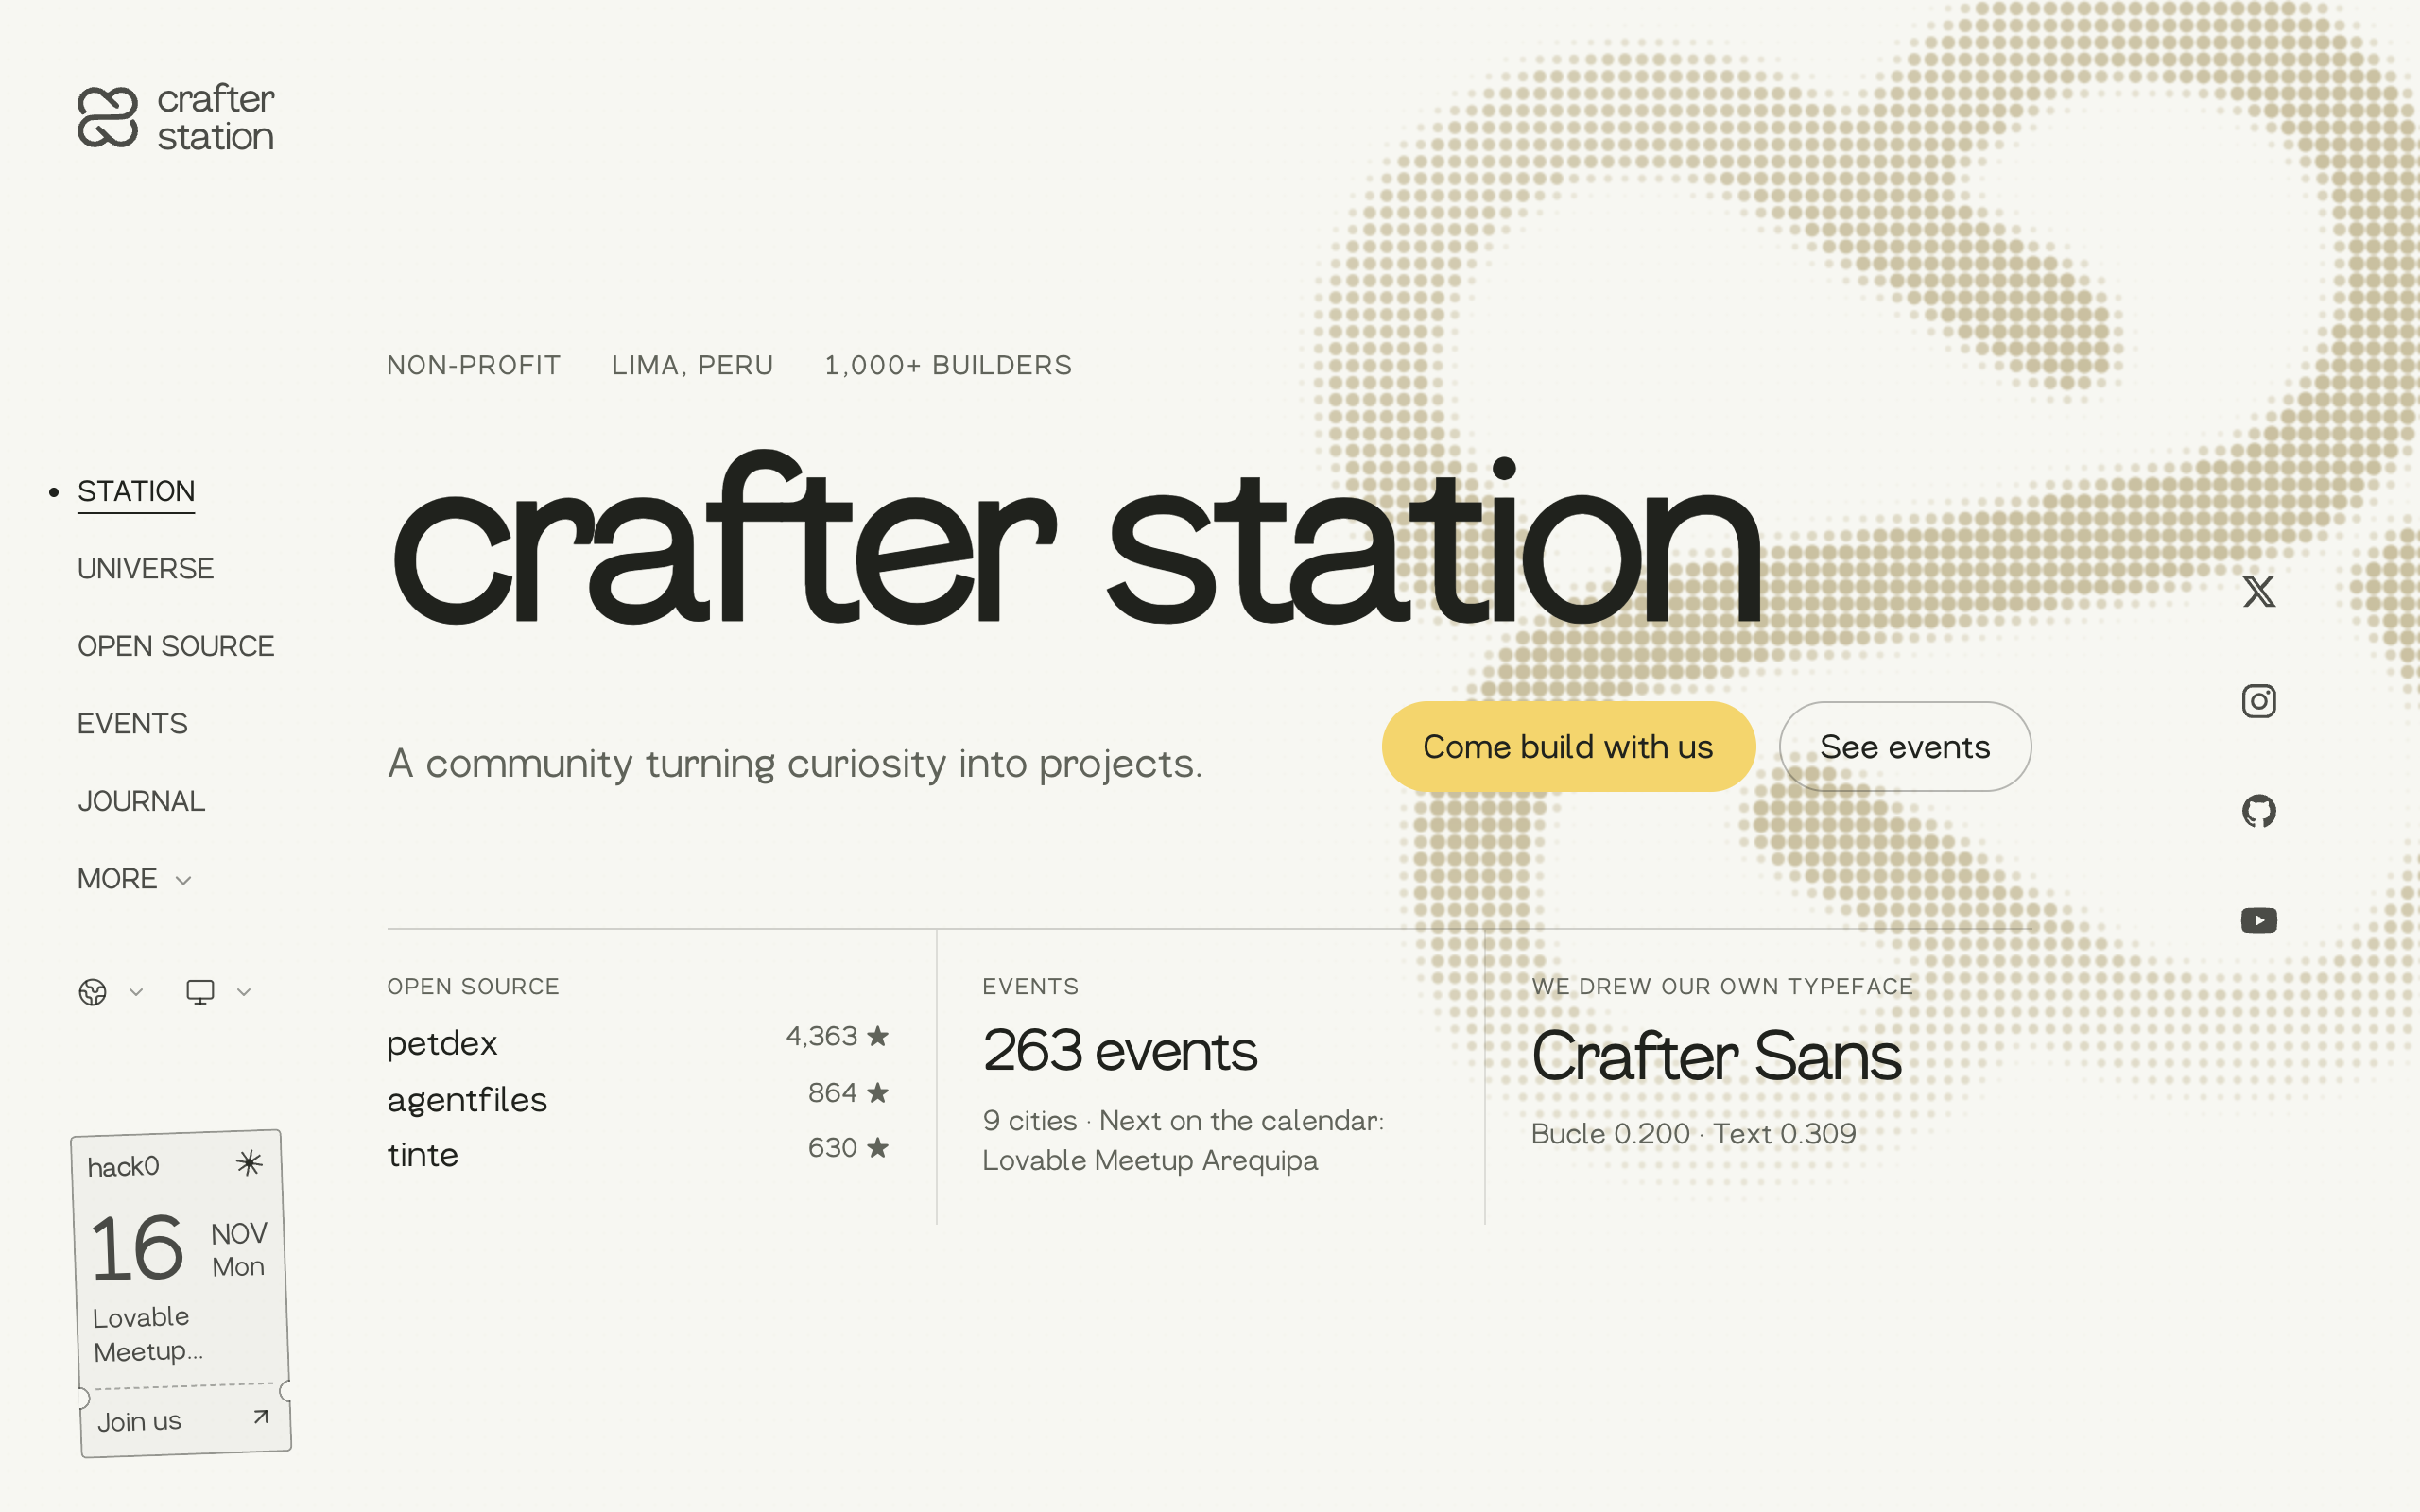 crafter
station
NON-PROFIT LIMA, PERU 1,000+ BUILDERS
crafter station
A community turning curiosity into projects.
Come build with us
See events
STATION
UNIVERSE
OPEN SOURCE
EVENTS
JOURNAL
MORE
OPEN SOURCE
petdex 4,363 ★
agentfiles 864 ★
tinte 630 ★
EVENTS
263 events
9 cities · Next on the calendar:
Lovable Meetup Arequipa
WE DREW OUR OWN TYPEFACE
Crafter Sans
Bucle 0.200 · Text 0.309
hack0
16 NOV
Mon
Lovable
Meetup...
Join us